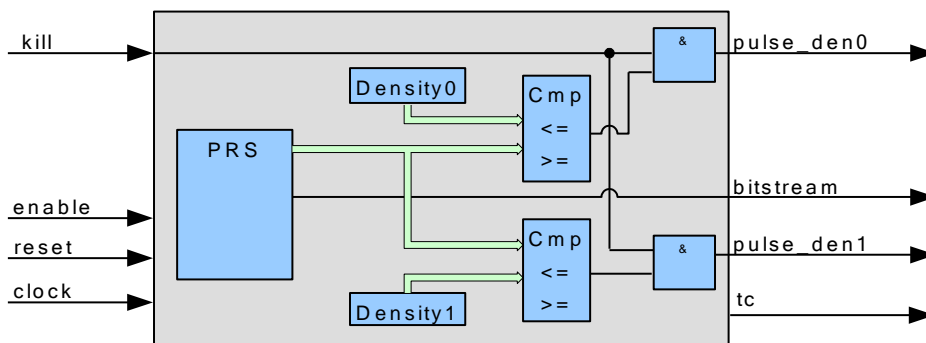 kill
&
pulse_den0
Density0
Cmp
<=
>=
PRS
bitstream
enable
reset
clock
Cmp
<=
>=
&
pulse_den1
Density1
tc